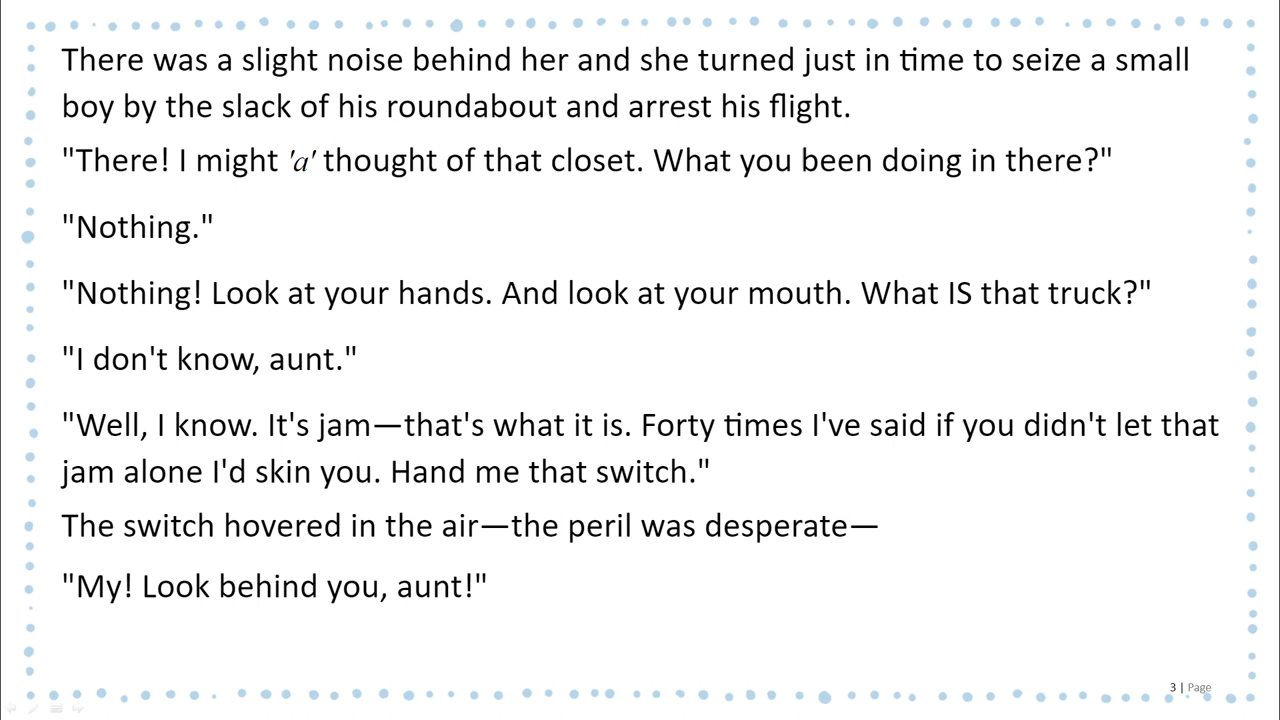 There was a slight noise behind her and she turned just in time to seize a small
boy by the slack of his roundabout and arrest his flight.
"There! I might 'a' thought of that closet. What you been doing in there?"
"Nothing."
"Nothing! Look at your hands. And look at your mouth. What IS that truck?"
"I don't know, aunt."
"Well, I know. It's jam—that's what it is. Forty times I've said if you didn't let that
jam alone I'd skin you. Hand me that switch."
The switch hovered in the air—the peril was desperate—
"My! Look behind you, aunt!"
3 | Page